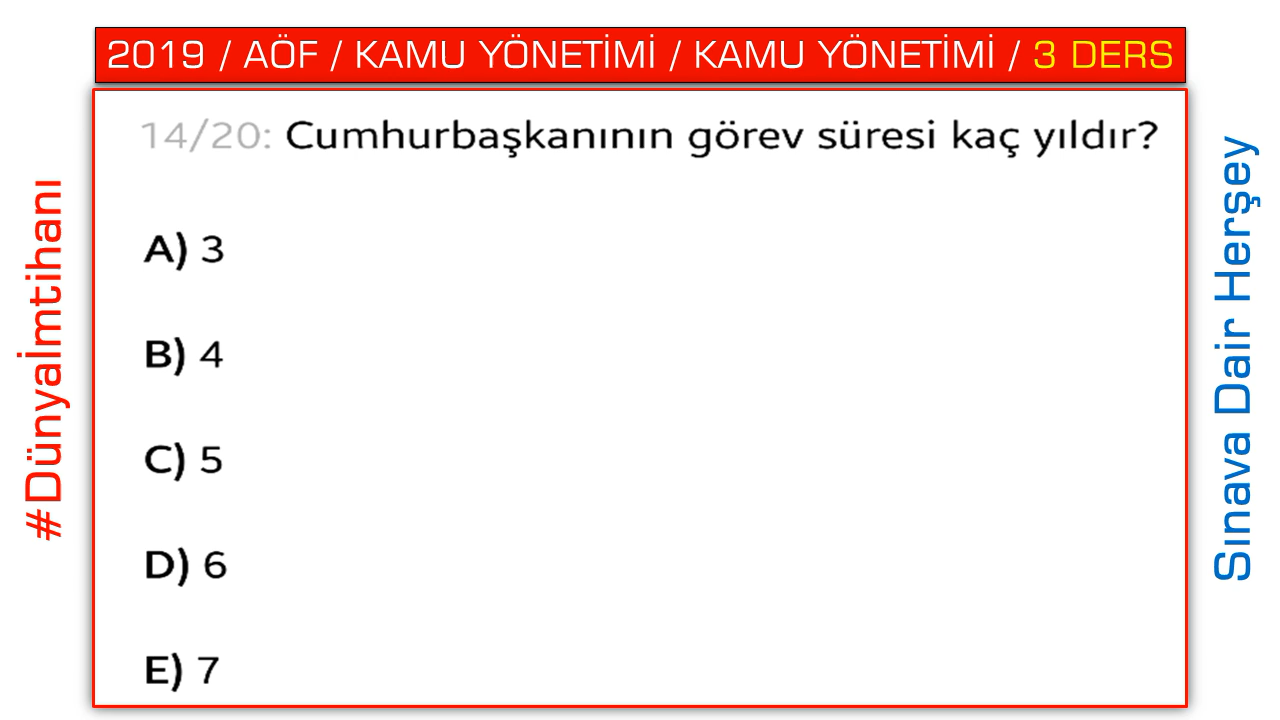 2019 / AÖF / KAMU YÖNETİMİ / KAMU YÖNETİMİ / 3 DERS
#Dünyaİmtihanı
14/20: Cumhurbaşkanının görev süresi kaç yıldır?
A) 3
B) 4
C) 5
D) 6
E) 7
Sınava Dair Herşey